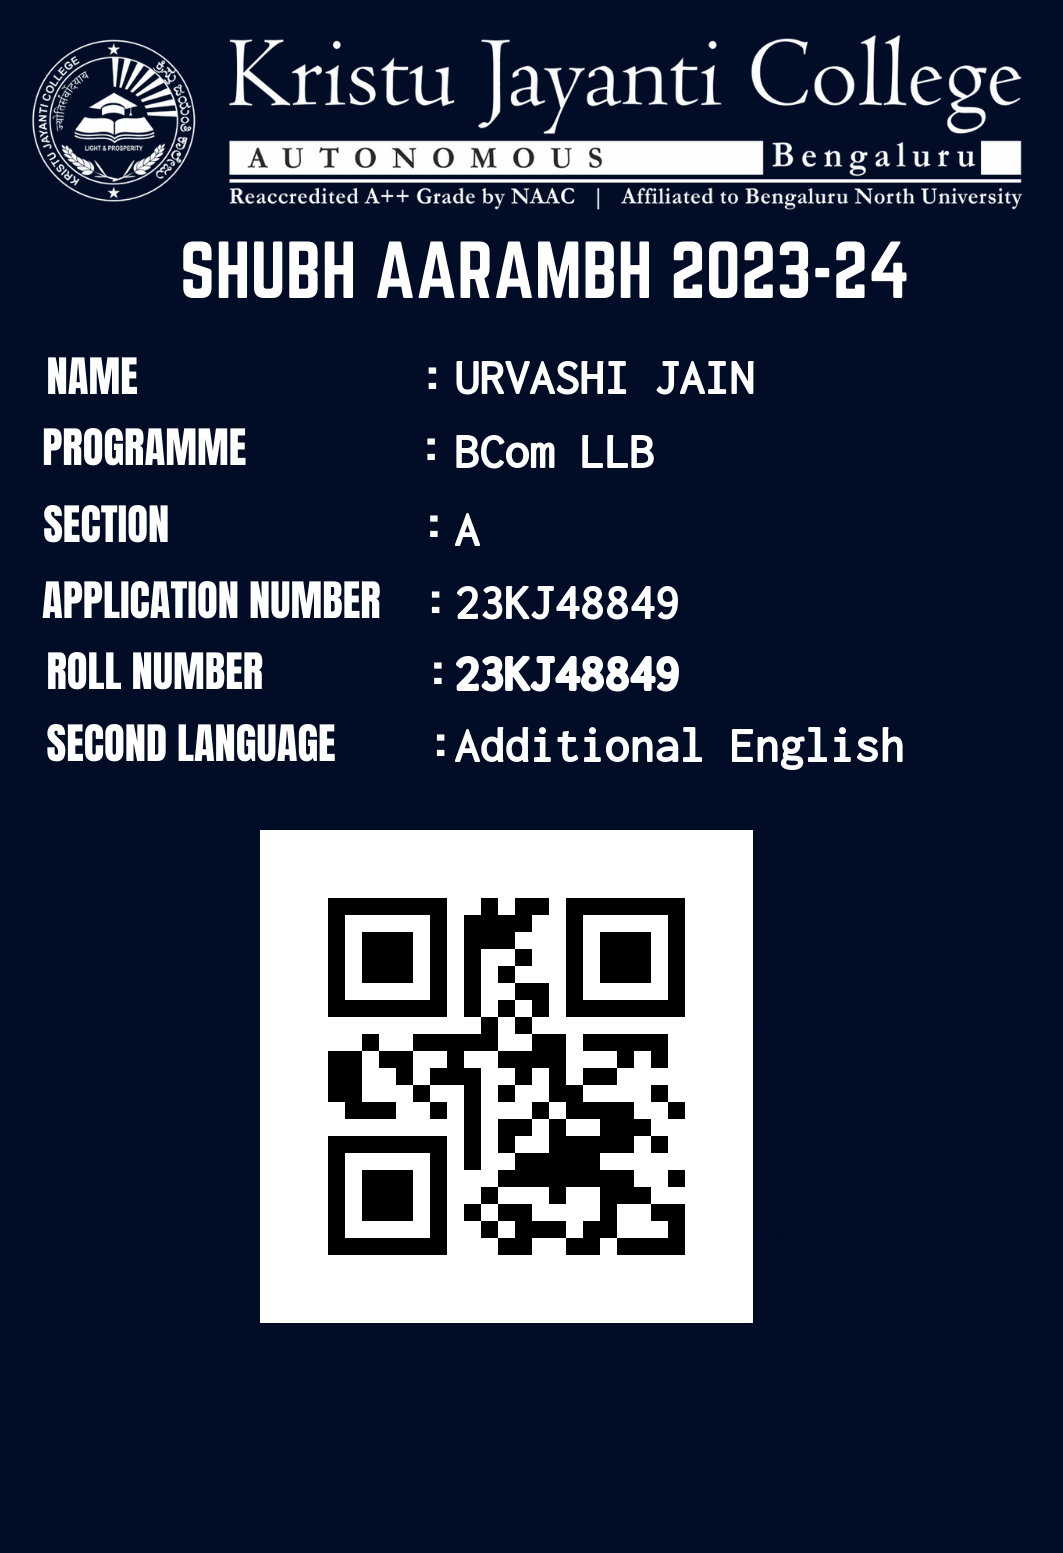 KRISTU JAYANTI COLLEGE
ಕ್ರಿಸ್ತು ಜಯಂತಿ ಕಾಲೇಜು
LIGHT & PROSPERITY
Kristu Jayanti College
AUTONOMOUS Bengaluru
Reaccredited A++ Grade by NAAC | Affiliated to Bengaluru North University
SHUBH AARAMBH 2023-24
NAME : URVASHI JAIN
PROGRAMME : BCom LLB
SECTION : A
APPLICATION NUMBER : 23KJ48849
ROLL NUMBER : 23KJ48849
SECOND LANGUAGE : Additional English